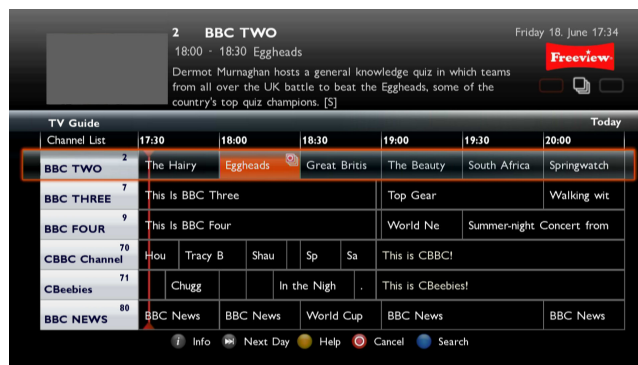 2 BBC TWO
Friday 18. June 17:34
18:00 - 18:30 Eggheads
Freeview
Dermot Murnaghan hosts a general knowledge quiz in which teams
from all over the UK battle to beat the Eggheads, some of the
country's top quiz champions. [S]
TV Guide Today
Channel List 17:30 18:00 18:30 19:00 19:30 20:00
BBC TWO 2 The Hairy Eggheads Great Britis The Beauty South Africa Springwatch
BBC THREE 7 This Is BBC Three Top Gear Walking wit
BBC FOUR 9 This Is BBC Four World Ne Summer-night Concert from
CBBC Channel 70 Hou Tracy B Shau Sp Sa This is CBBC!
CBeebies 71 Chugg In the Nigh . This is CBeebies!
BBC NEWS 80 BBC News BBC News World Cup BBC News BBC News
i Info Next Day Help Cancel Search